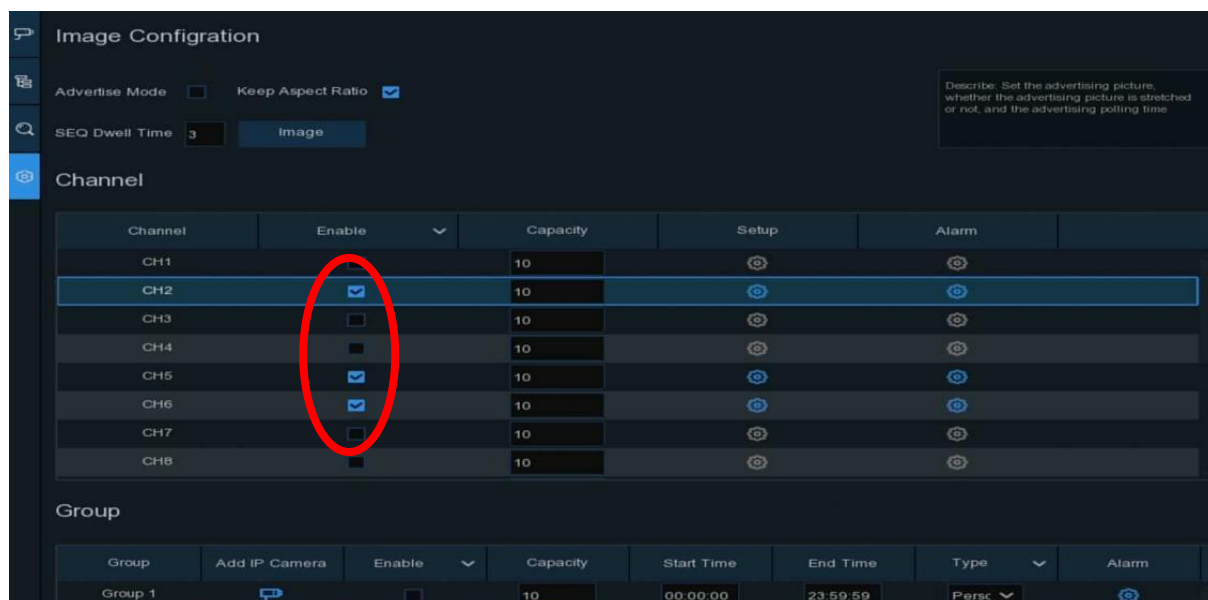 Image Configration
Advertise Mode Keep Aspect Ratio
Describe: Set the advertising picture,
whether the advertising picture is stretched
or not, and the advertising polling time
SEQ Dwell Time 3 Image
Channel
Channel Enable Capacity Setup Alarm
CH1 10
CH2 10
CH3 10
CH4 10
CH5 10
CH6 10
CH7 10
CH8 10
Group
Group Add IP Camera Enable Capacity Start Time End Time Type Alarm
Group 1 10 00:00:00 23:59:59 Persc